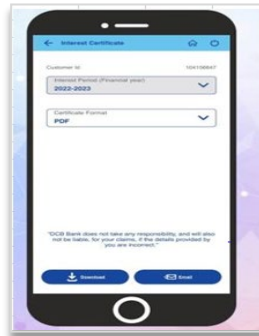 Interest Certificate
Customer Id
Interest Period (Financial year)
2022-2023
Certificate Format
PDF
"DCB Bank does not take any responsibility, and will also
not be liable, for your claims, if the details provided by
you are incorrect."
Download
Email